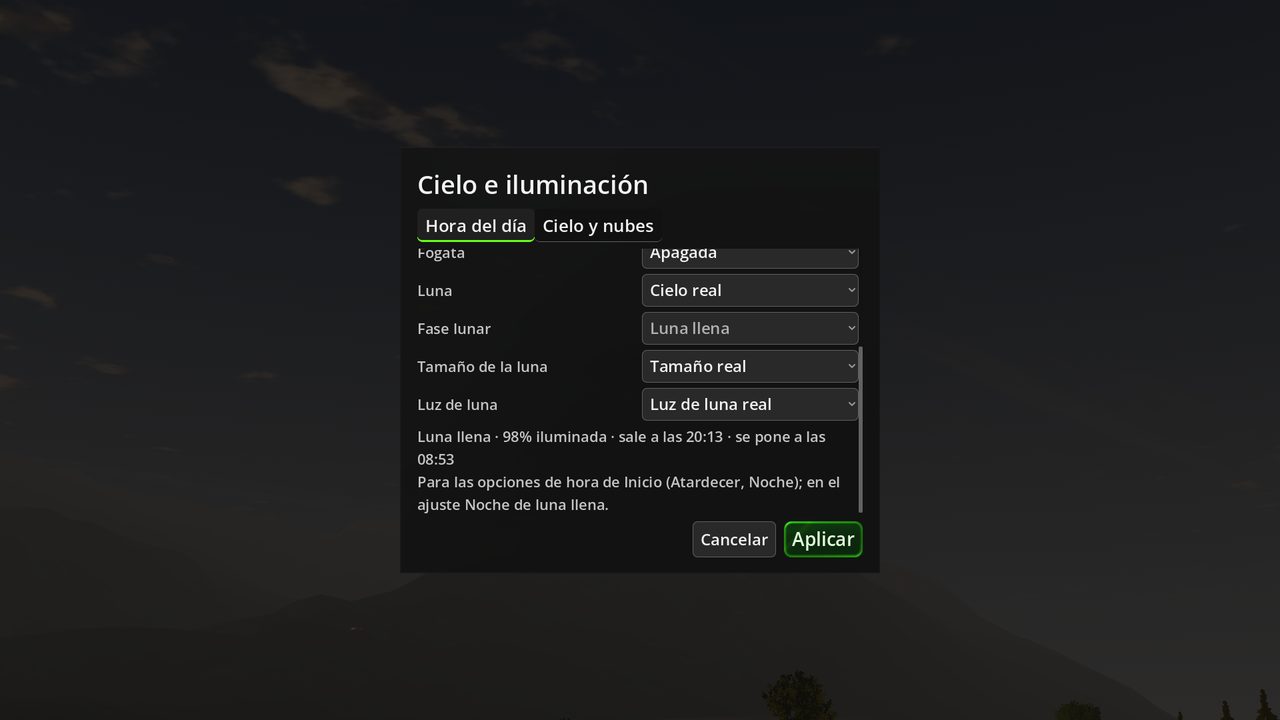 Cielo e iluminación
Hora del día
Cielo y nubes
Fogata
Apagada
Luna
Cielo real
Fase lunar
Luna llena
Tamaño de la luna
Tamaño real
Luz de luna
Luz de luna real
Luna llena · 98% iluminada · sale a las 20:13 · se pone a las
08:53
Para las opciones de hora de Inicio (Atardecer, Noche); en el
ajuste Noche de luna llena.
Cancelar
Aplicar